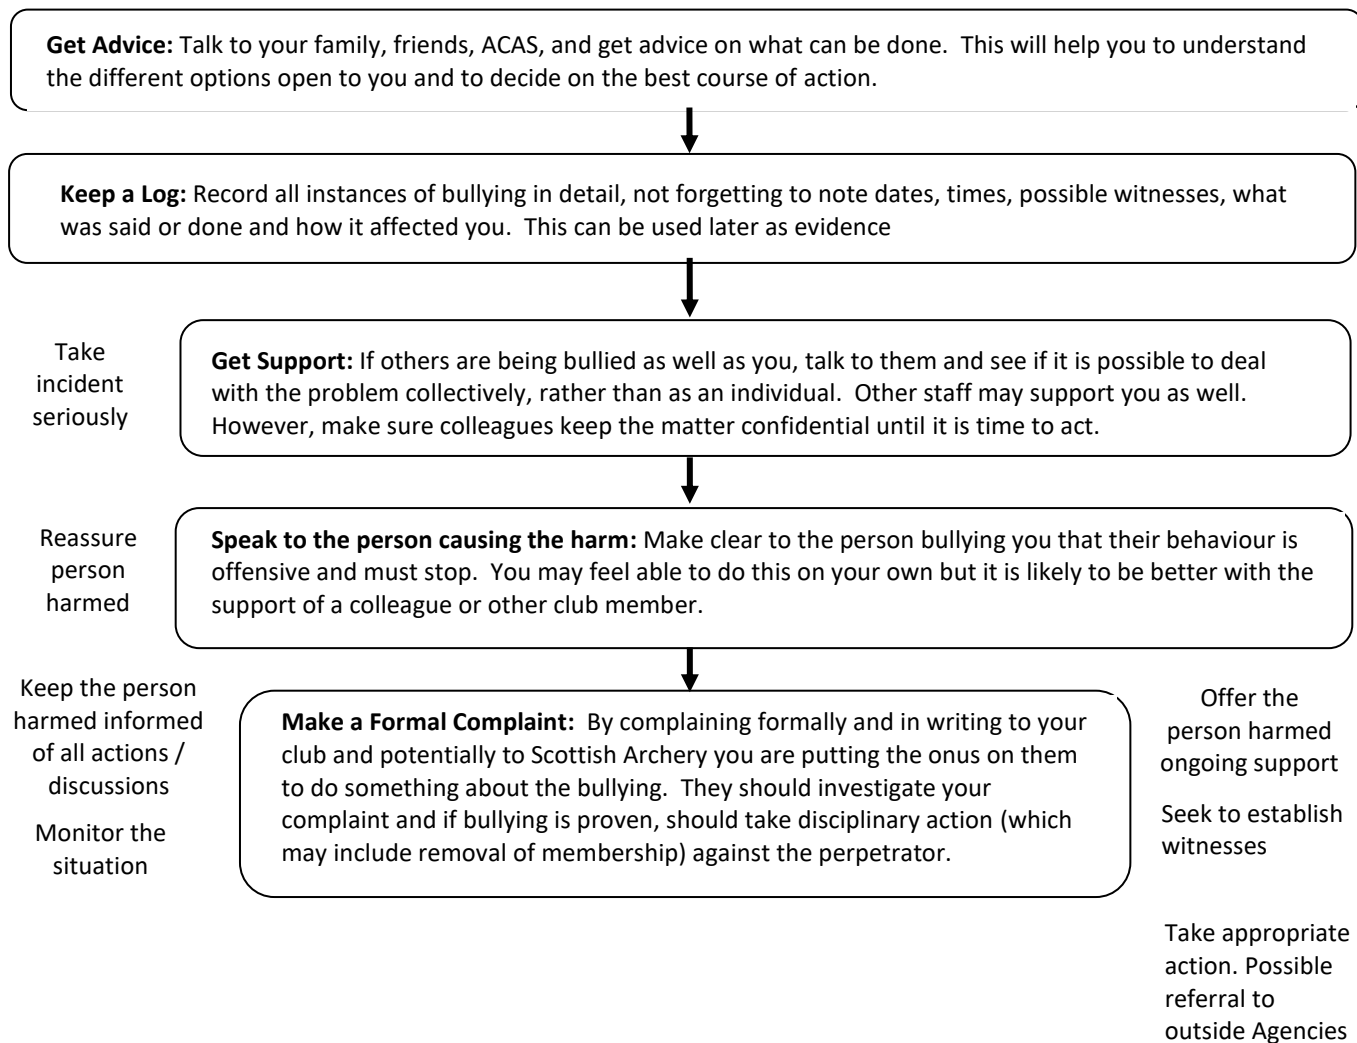 Get Advice: Talk to your family, friends, ACAS, and get advice on what can be done.  This will help you to understand
the different options open to you and to decide on the best course of action.
Keep a Log: Record all instances of bullying in detail, not forgetting to note dates, times, possible witnesses, what
was said or done and how it affected you.  This can be used later as evidence
Take
incident
seriously
Get Support: If others are being bullied as well as you, talk to them and see if it is possible to deal
with the problem collectively, rather than as an individual.  Other staff may support you as well.
However, make sure colleagues keep the matter confidential until it is time to act.
Reassure
person
harmed
Speak to the person causing the harm: Make clear to the person bullying you that their behaviour is
offensive and must stop.  You may feel able to do this on your own but it is likely to be better with the
support of a colleague or other club member.
Keep the person
harmed informed
of all actions /
discussions
Monitor the
situation
Make a Formal Complaint:  By complaining formally and in writing to your
club and potentially to Scottish Archery you are putting the onus on them
to do something about the bullying.  They should investigate your
complaint and if bullying is proven, should take disciplinary action (which
may include removal of membership) against the perpetrator.
Offer the
person harmed
ongoing support
Seek to establish
witnesses
Take appropriate
action. Possible
referral to
outside Agencies